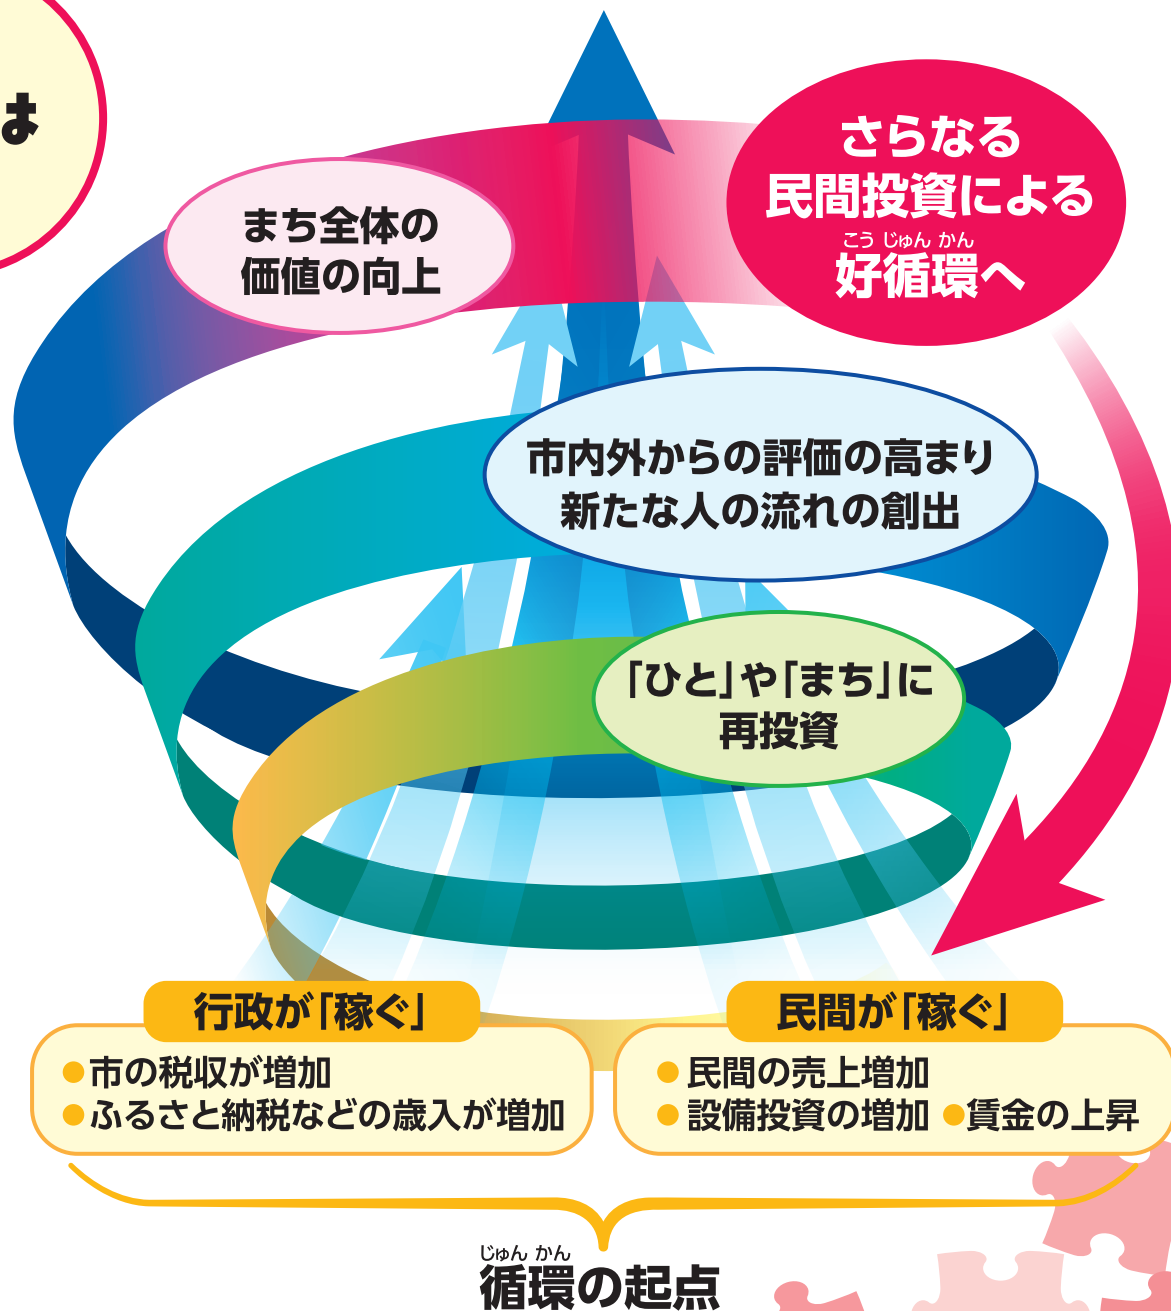 は
まち全体の
価値の向上
さらなる
民間投資による
こうじゅんかん
好循環へ
市内外からの評価の高まり
新たな人の流れの創出
「ひと」や「まち」に
再投資
行政が「稼ぐ」
●市の税収が増加
●ふるさと納税などの歳入が増加
民間が「稼ぐ」
●民間の売上増加
●設備投資の増加 ●賃金の上昇
じゅんかん
循環の起点